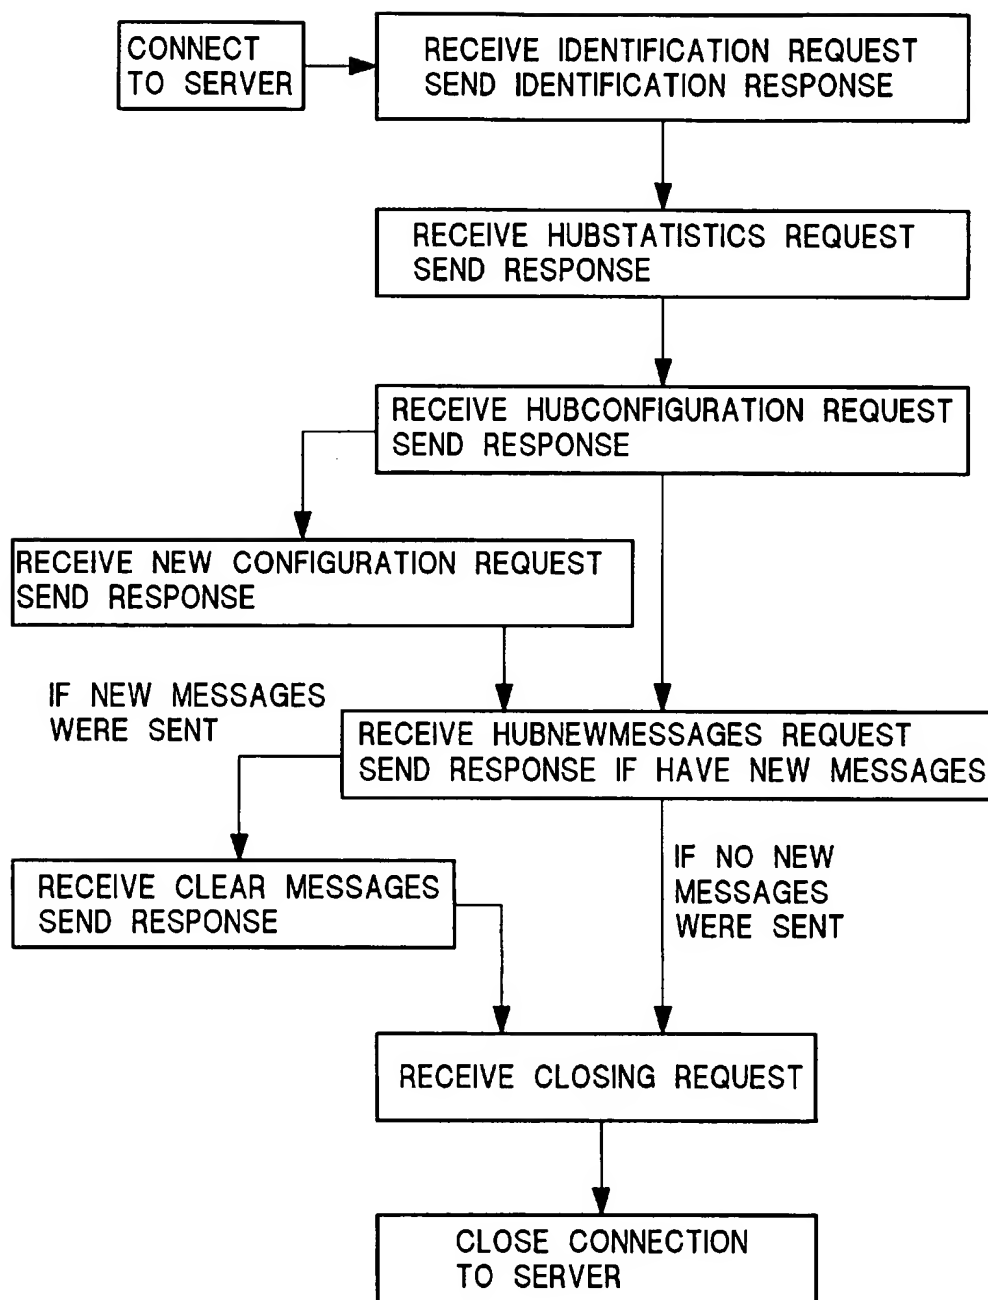 CONNECT
TO SERVER
RECEIVE IDENTIFICATION REQUEST
SEND IDENTIFICATION RESPONSE
RECEIVE HUBSTATISTICS REQUEST
SEND RESPONSE
RECEIVE HUBCONFIGURATION REQUEST
SEND RESPONSE
RECEIVE NEW CONFIGURATION REQUEST
SEND RESPONSE
IF NEW MESSAGES
WERE SENT
RECEIVE HUBNEWMESSAGES REQUEST
SEND RESPONSE IF HAVE NEW MESSAGES
RECEIVE CLEAR MESSAGES
SEND RESPONSE
IF NO NEW
MESSAGES
WERE SENT
RECEIVE CLOSING REQUEST
CLOSE CONNECTION
TO SERVER